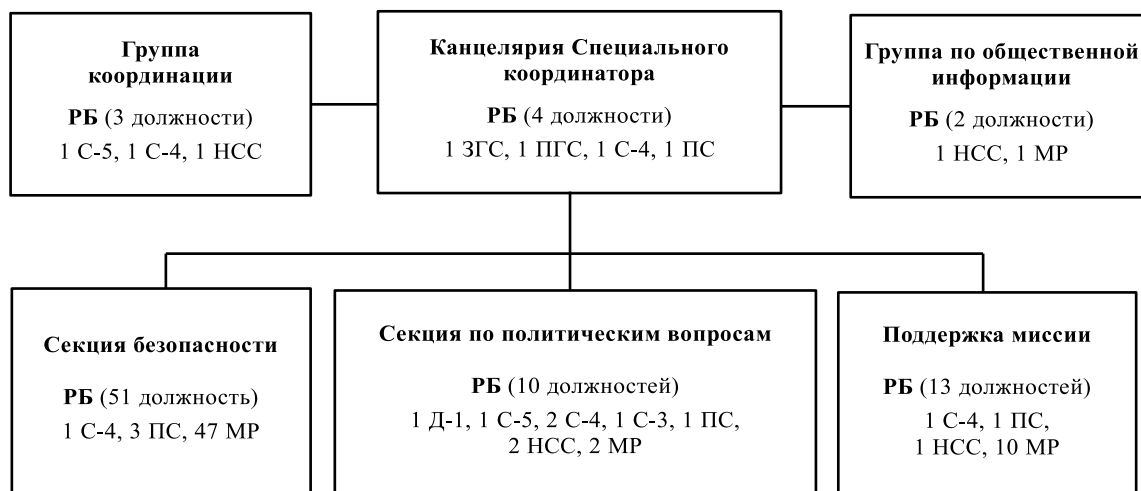 Группа
координации
РБ (3 должности)
1 С-5, 1 С-4, 1 НСС
Канцелярия Специального
координатора
РБ (4 должности)
1 ЗГС, 1 ПГС, 1 С-4, 1 ПС
Группа по общественной
информации
РБ (2 должности)
1 НСС, 1 МР
Секция безопасности
РБ (51 должность)
1 С-4, 3 ПС, 47 МР
Секция по политическим вопросам
РБ (10 должностей)
1 Д-1, 1 С-5, 2 С-4, 1 С-3, 1 ПС,
2 НСС, 2 МР
Поддержка миссии
РБ (13 должностей)
1 С-4, 1 ПС,
1 НСС, 10 МР